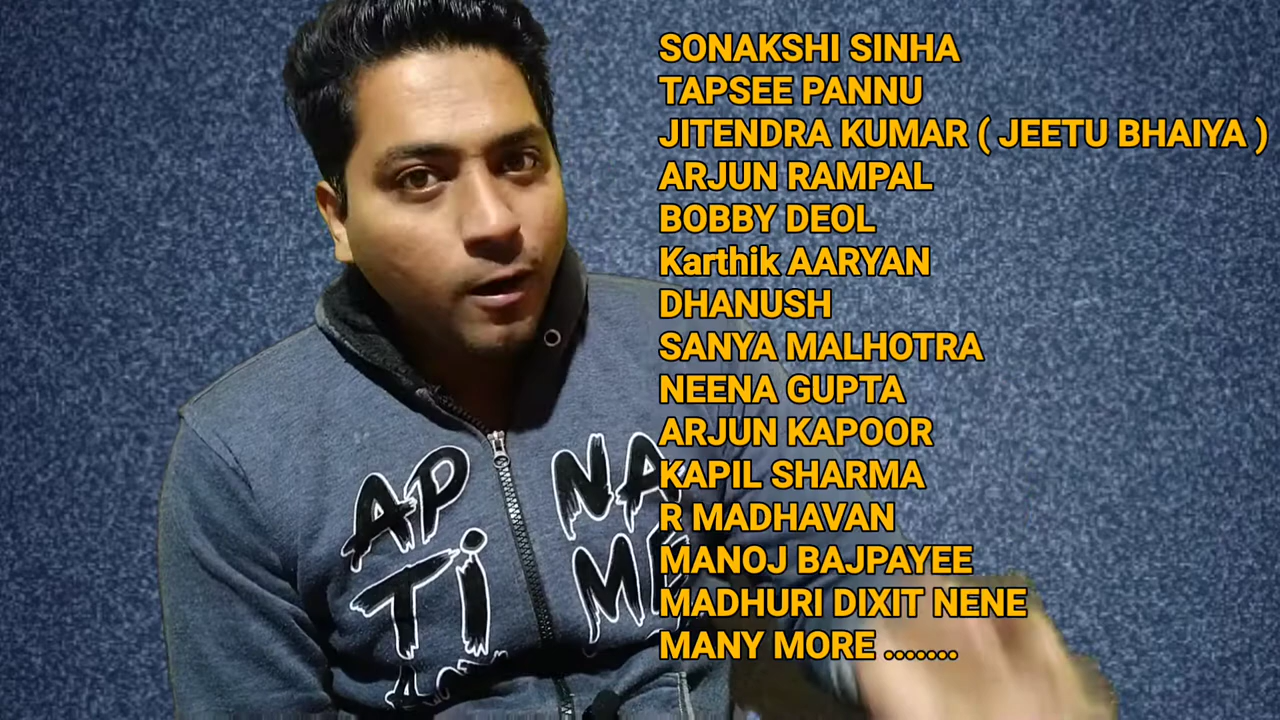 SONAKSHI SINHA
TAPSEE PANNU
JITENDRA KUMAR ( JEETU BHAIYA )
ARJUN RAMPAL
BOBBY DEOL
Karthik AARYAN
DHANUSH
SANYA MALHOTRA
NEENA GUPTA
ARJUN KAPOOR
KAPIL SHARMA
R MADHAVAN
MANOJ BAJPAYEE
MADHURI DIXIT NENE
MANY MORE .......
AP NA
Ti ME